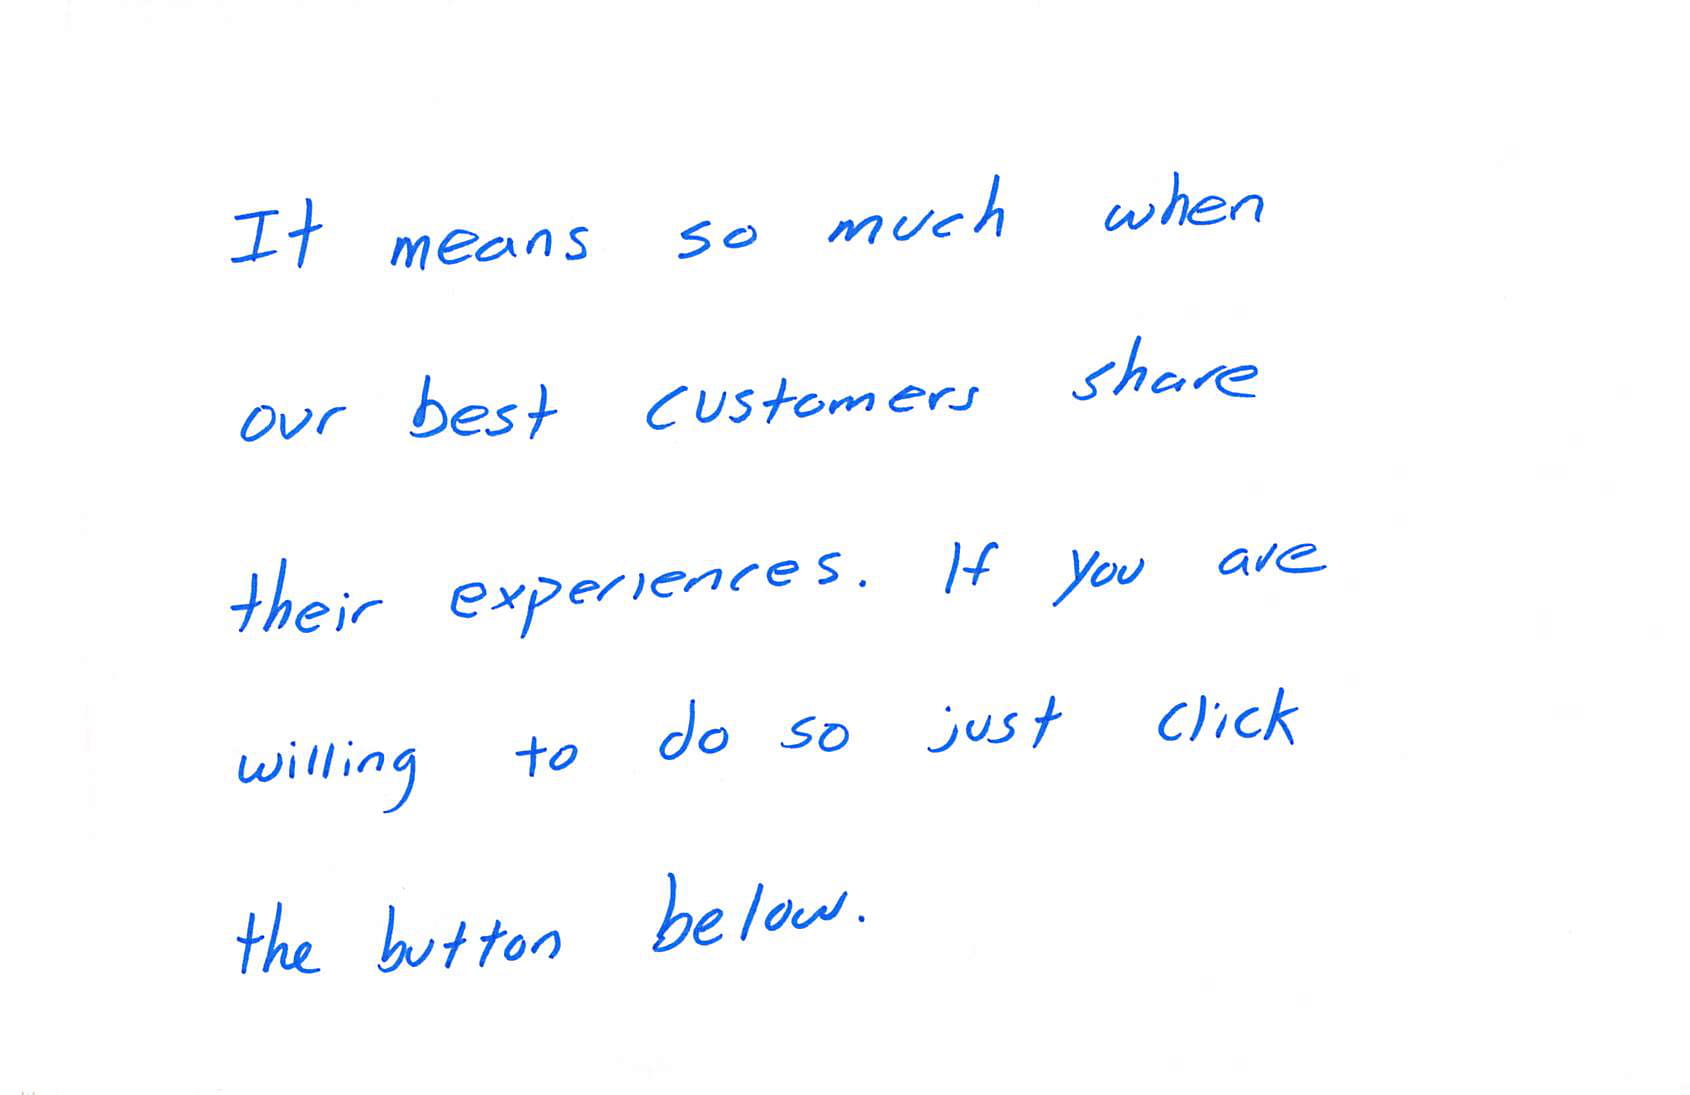 It means so much when
our best customers share
their experiences. If you are
willing to do so just click
the button below.